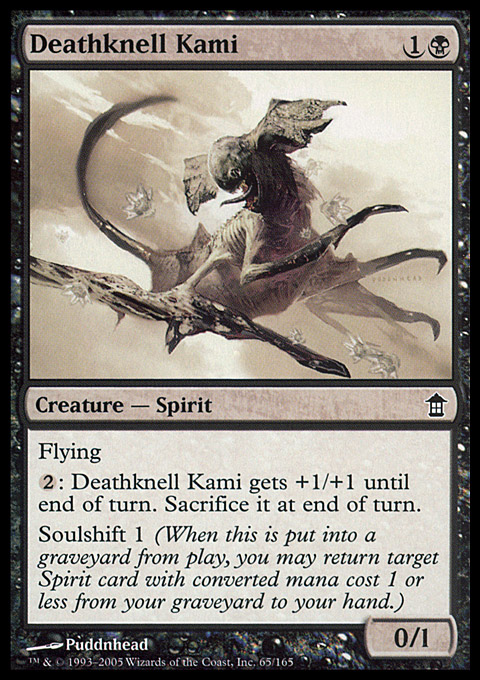 Deathknell Kami 1
Creature — Spirit
Flying
2: Deathknell Kami gets +1/+1 until
end of turn. Sacrifice it at end of turn.
Soulshift 1 (When this is put into a
graveyard from play, you may return target
Spirit card with converted mana cost 1 or
less from your graveyard to your hand.)
Puddnhead
0/1
™ & © 1993–2005 Wizards of the Coast, Inc. 65/165